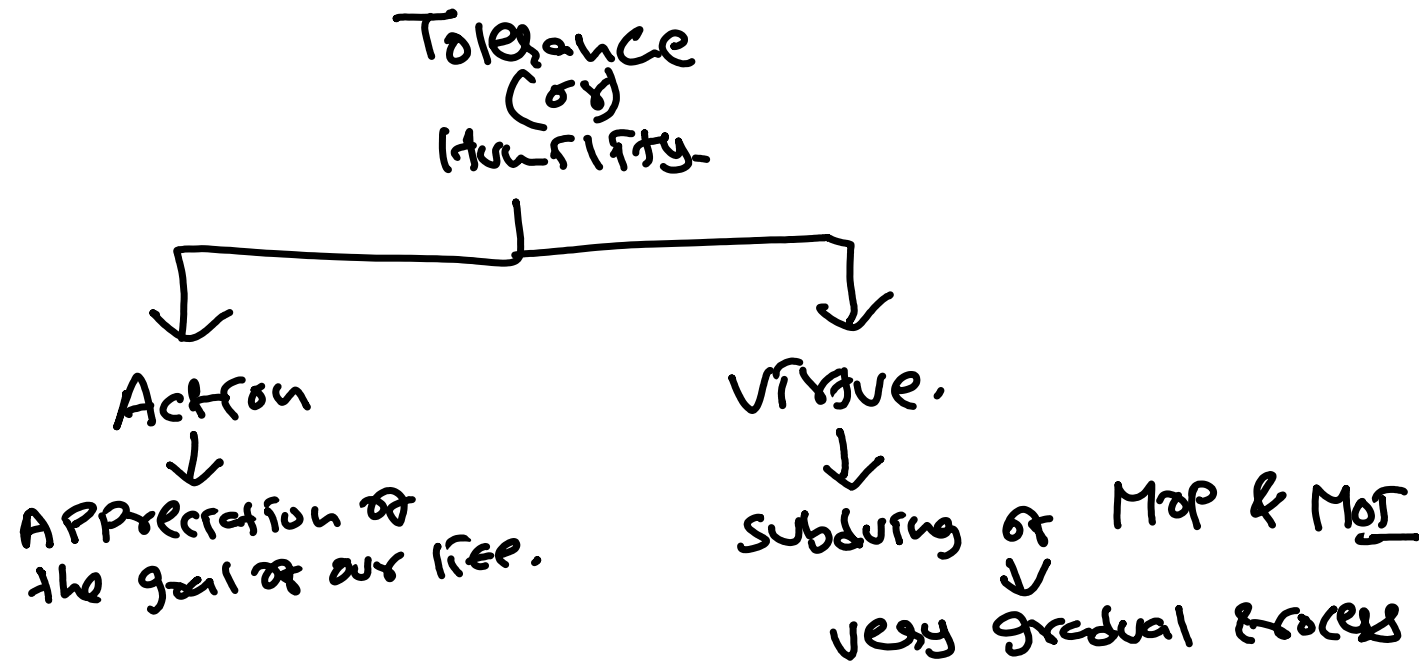 Tolerance
(or)
Humility
Action
Virtue.
Appreciation of
the goal of our life.
subduing of MOP & MOI
very gradual process